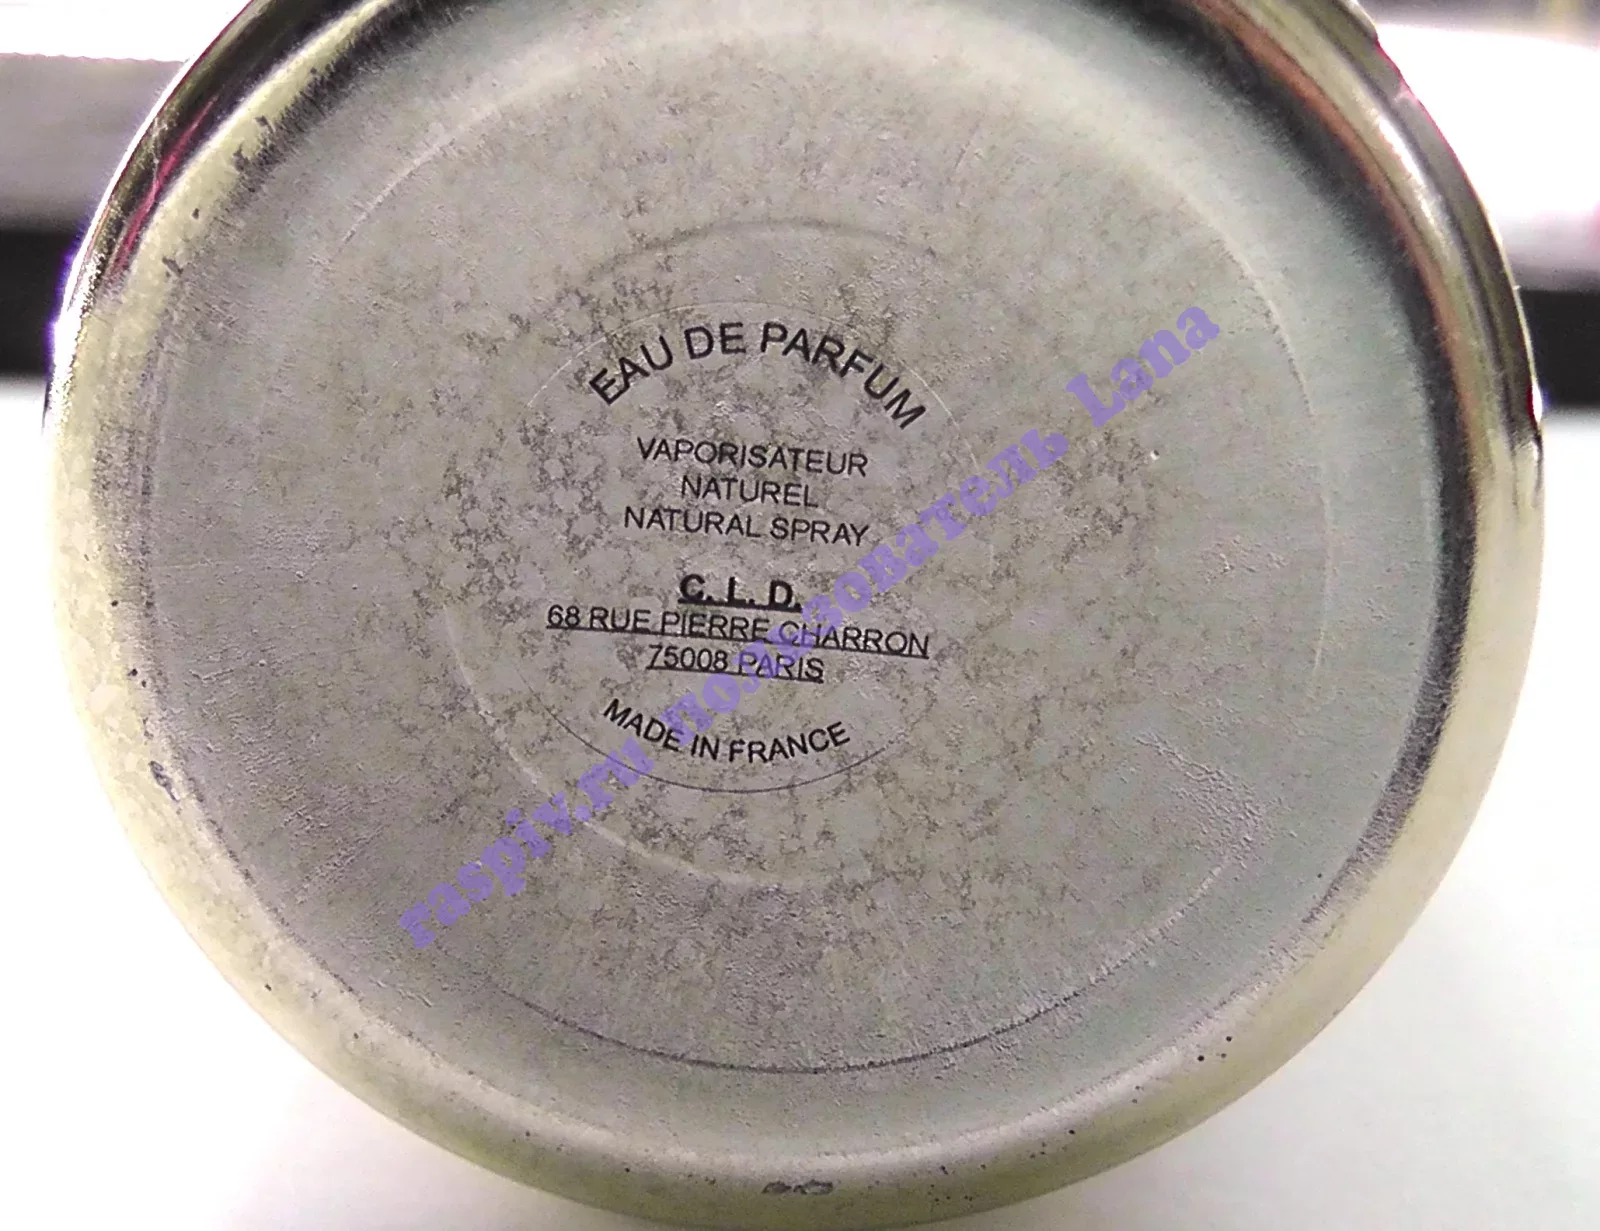 EAU DE PARFUM
VAPORISATEUR
NATUREL
NATURAL SPRAY
C. L. D.
68 RUE PIERRE CHARRON
75008 PARIS
MADE IN FRANCE
raspiv.ru пользователь Lana